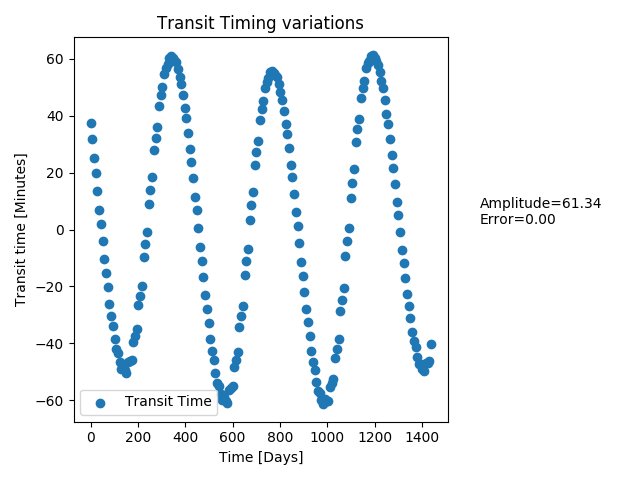 Transit Timing variations
Transit time [Minutes]
60
40
20
0
−20
−40
−60
Transit Time
0 200 400 600 800 1000 1200 1400
Time [Days]
Amplitude=61.34
Error=0.00